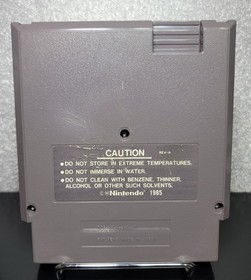 CAUTION
REV-A
•DO NOT STORE IN EXTREME TEMPERATURES.
•DO NOT IMMERSE IN WATER.
•DO NOT CLEAN WITH BENZENE, THINNER,
ALCOHOL OR OTHER SUCH SOLVENTS.
©Nintendo 1985